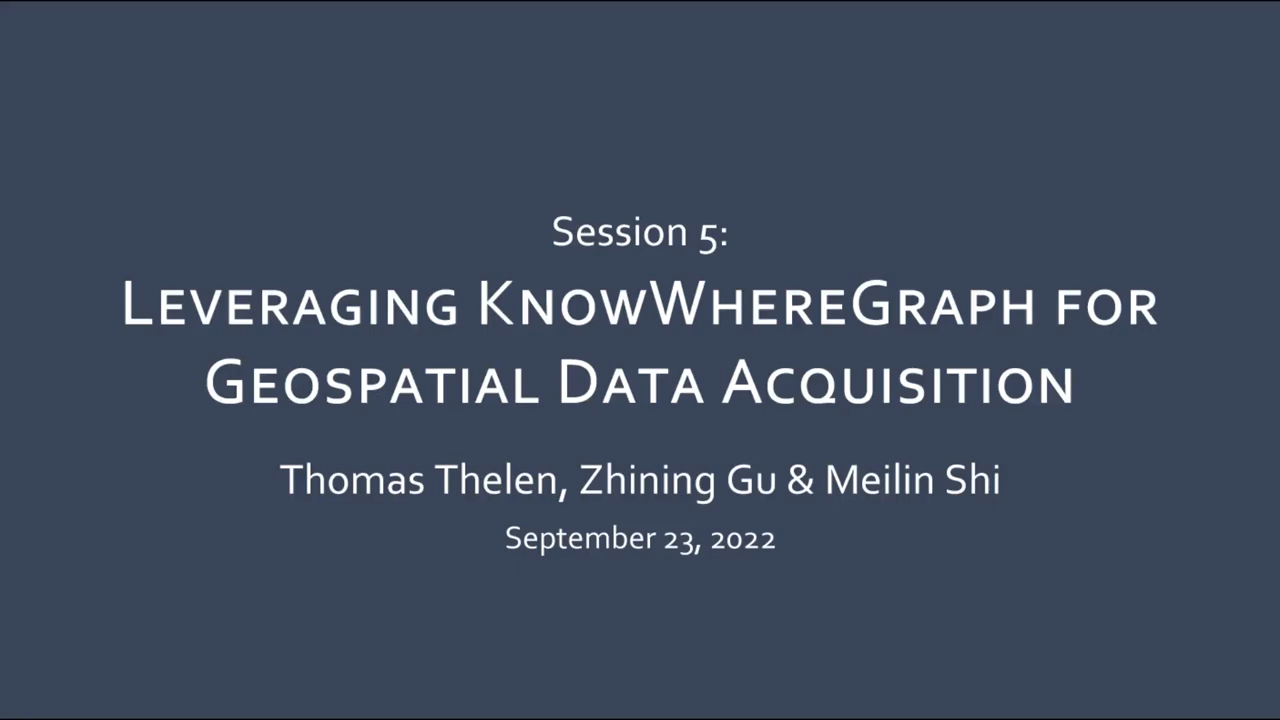 Session 5:
Leveraging KnowWhereGraph for
Geospatial Data Acquisition
Thomas Thelen, Zhining Gu & Meilin Shi
September 23, 2022